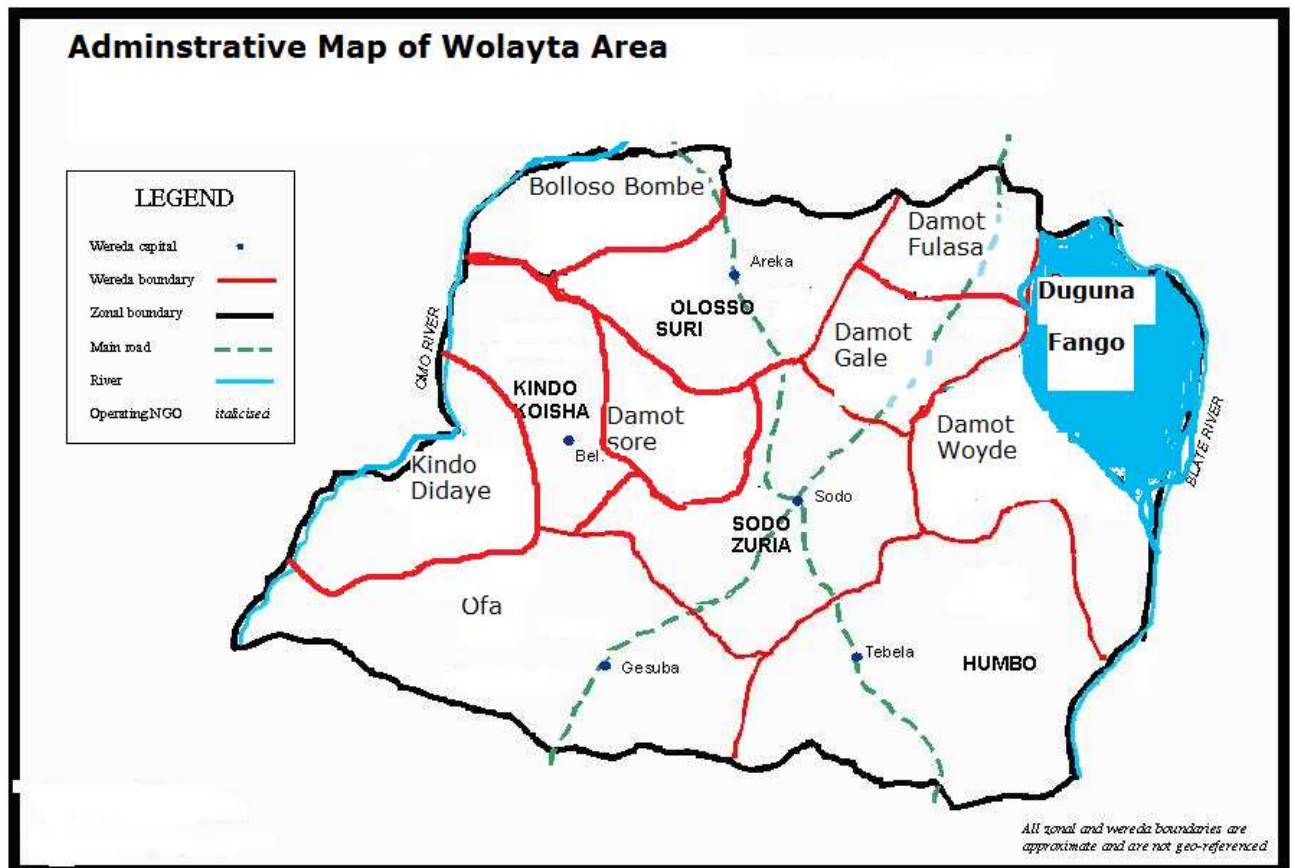 Adminstrative Map of Wolayta Area
LEGEND
Wereda capital
Wereda boundary
Zonal boundary
Main road
River
Operating NGO italicised
Bolloso Bombe
Damot
Fulasa
Areka
OLOSSO
SURI
Duguna
Fango
Damot
Gale
OMO RIVER
KINDO
KOISHA
Bel.
Damot
sore
Damot
Woyde
BLATE RIVER
Kindo
Didaye
Sodo
SODO
ZURIA
Ofa
Gesuba
Tebela
HUMBO
All zonal and wereda boundaries are
approximate and are not geo-referenced